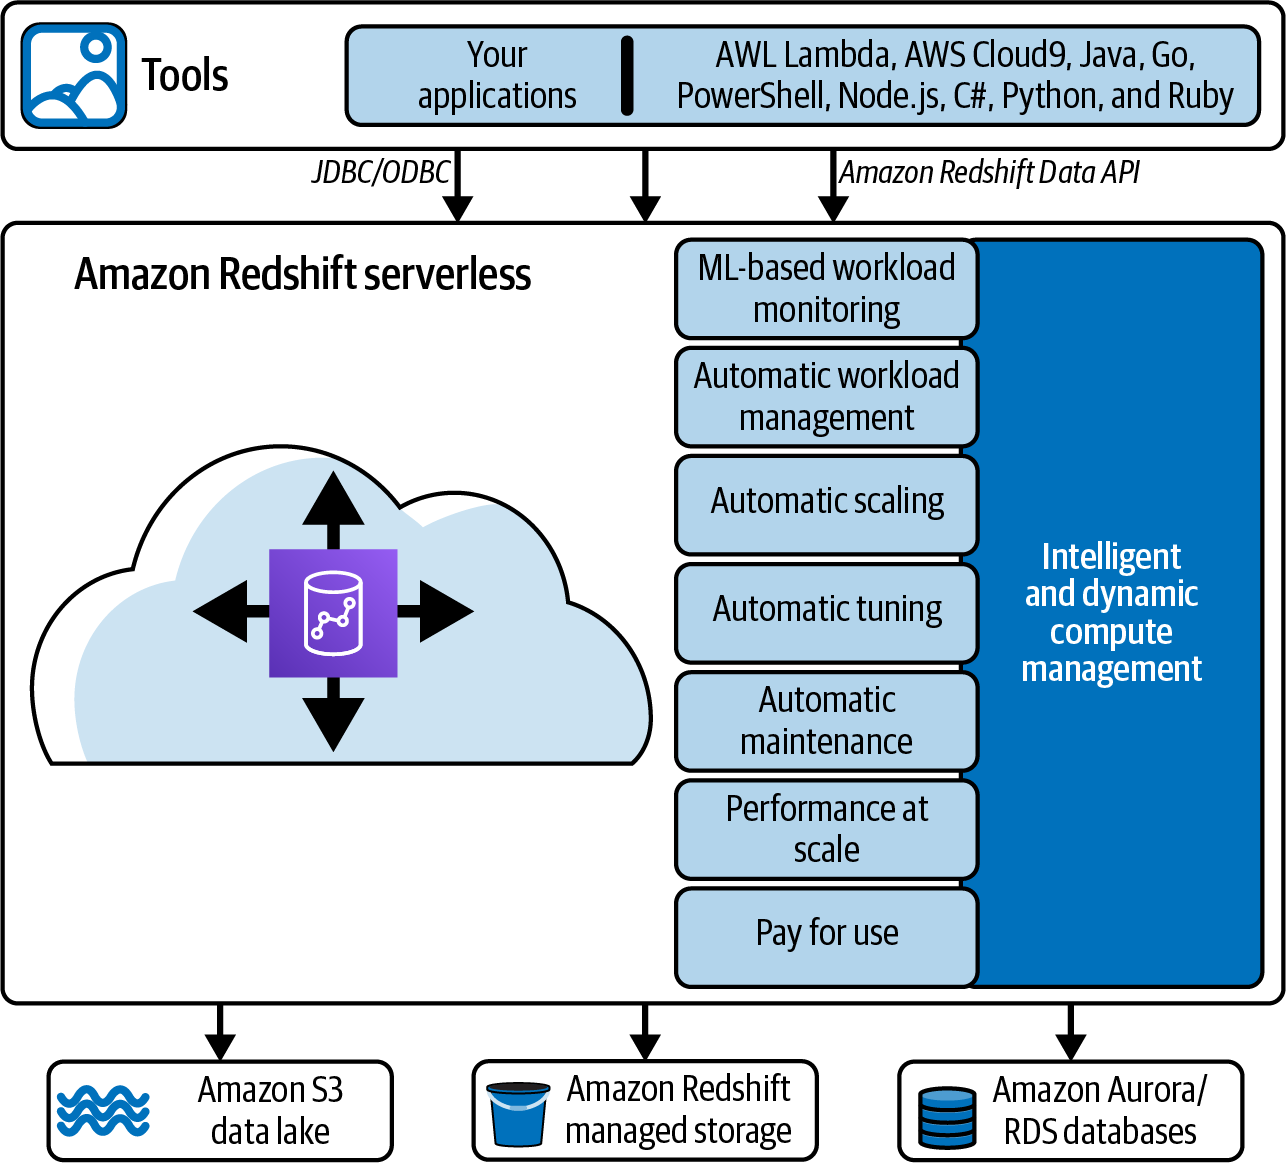 Tools
Your
applications
AWL Lambda, AWS Cloud9, Java, Go,
PowerShell, Node.js, C#, Python, and Ruby
JDBC/ODBC
Amazon Redshift Data API
Amazon Redshift serverless
ML-based workload
monitoring
Automatic workload
management
Automatic scaling
Automatic tuning
Automatic
maintenance
Performance at
scale
Pay for use
Intelligent
and dynamic
compute
management
Amazon S3
data lake
Amazon Redshift
managed storage
Amazon Aurora/
RDS databases